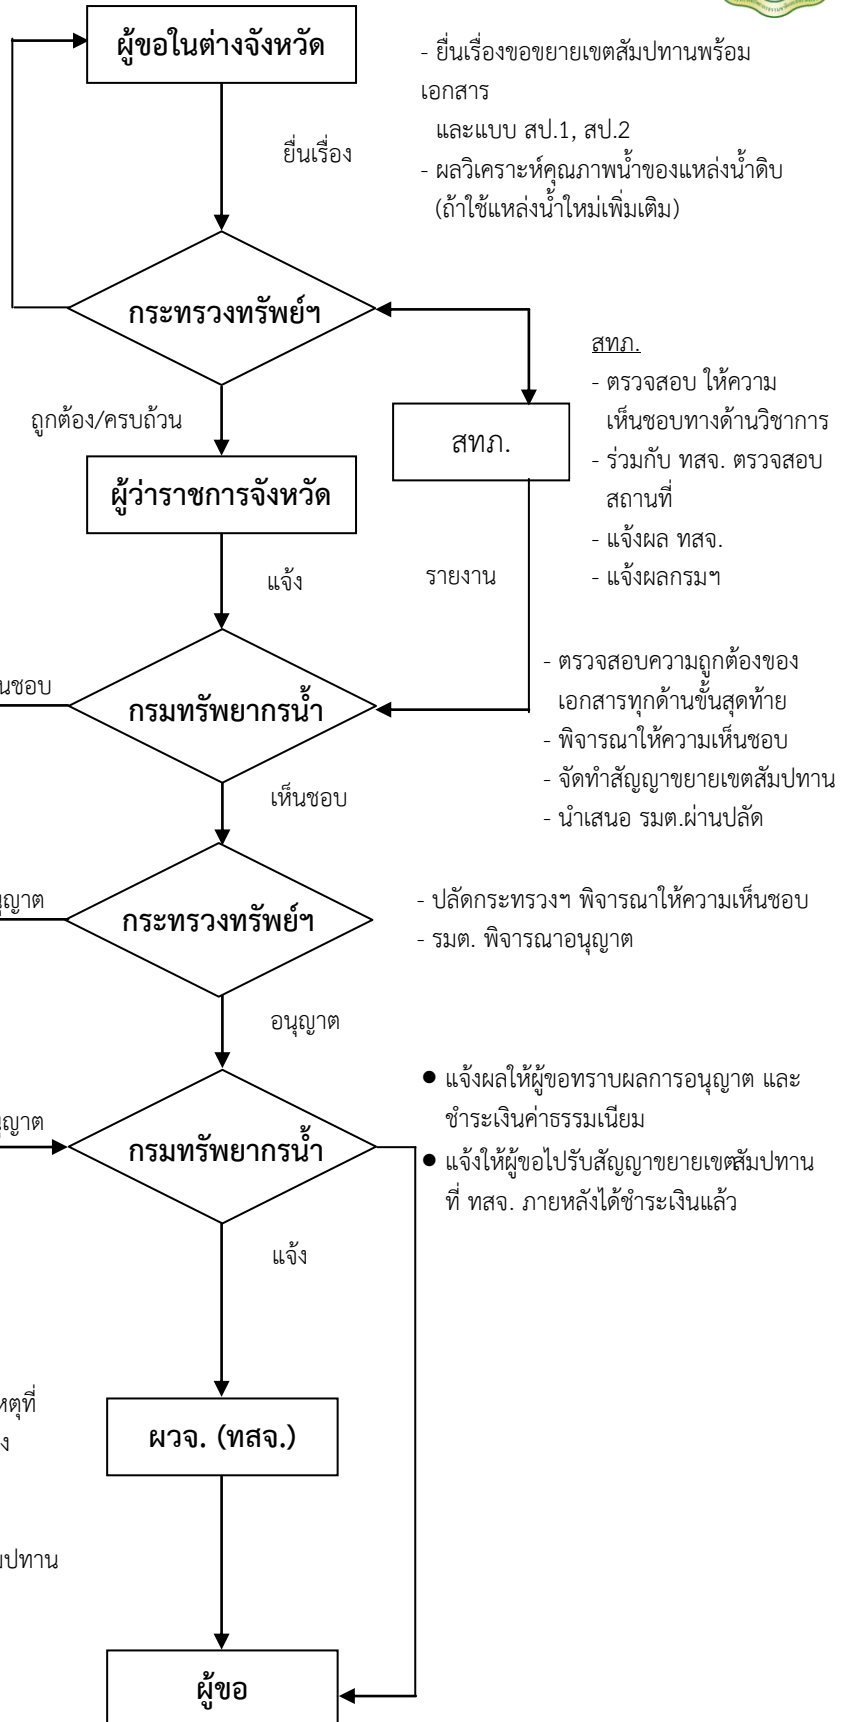 ผู้ขอในต่างจังหวัด
- ยื่นเรื่องขอขยายเขตสัมปทานพร้อม
เอกสาร
และแบบ สป.1, สป.2
- ผลวิเคราะห์คุณภาพน้ำของแหล่งน้ำดิบ
(ถ้าใช้แหล่งน้ำใหม่เพิ่มเติม)
ยื่นเรื่อง
กระทรวงทรัพย์ฯ
สทภ.
- ตรวจสอบ ให้ความ
เห็นชอบทางด้านวิชาการ
- ร่วมกับ ทสจ. ตรวจสอบ
สถานที่
- แจ้งผล ทสจ.
- แจ้งผลกรมฯ
ถูกต้อง/ครบถ้วน
สทภ.
ผู้ว่าราชการจังหวัด
แจ้ง
รายงาน
นชอบ
กรมทรัพยากรน้ำ
- ตรวจสอบความถูกต้องของ
เอกสารทุกด้านขั้นสุดท้าย
- พิจารณาให้ความเห็นชอบ
- จัดทำสัญญาขยายเขตสัมปทาน
- นำเสนอ รมต.ผ่านปลัด
เห็นชอบ
ญาต
กระทรวงทรัพย์ฯ
- ปลัดกระทรวงฯ พิจารณาให้ความเห็นชอบ
- รมต. พิจารณาอนุญาต
อนุญาต
ญาต
กรมทรัพยากรน้ำ
● แจ้งผลให้ผู้ขอทราบผลการอนุญาต และ
ชำระเงินค่าธรรมเนียม
● แจ้งให้ผู้ขอไปรับสัญญาขยายเขตสัมปทาน
ที่ ทสจ. ภายหลังได้ชำระเงินแล้ว
แจ้ง
หตุที่
ง
ผวจ. (ทสจ.)
มปทาน
ผู้ขอ